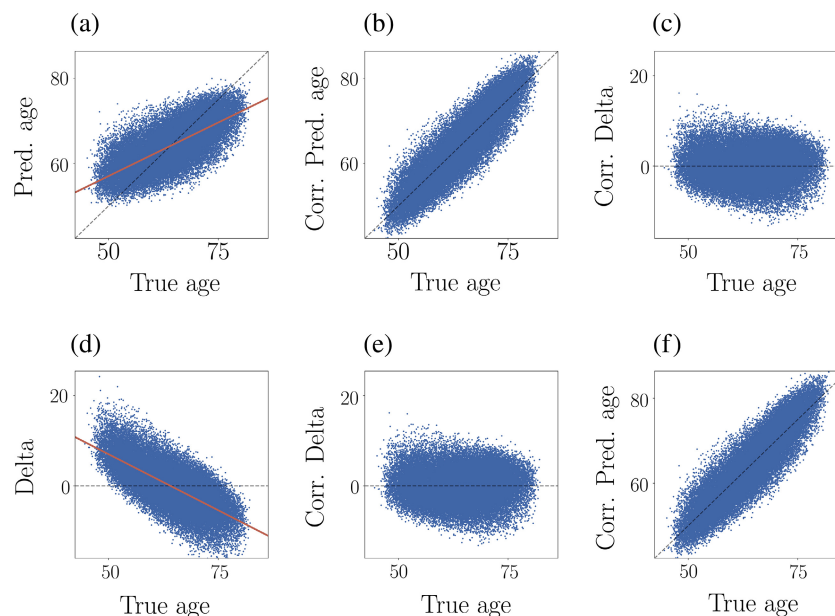 (a)
(b)
(c)
80
60
Pred. age
50
75
True age
80
60
Corr. Pred. age
50
75
True age
20
0
Corr. Delta
50
75
True age
(d)
(e)
(f)
20
0
Delta
50
75
True age
20
0
Corr. Delta
50
75
True age
80
60
Corr. Pred. age
50
75
True age